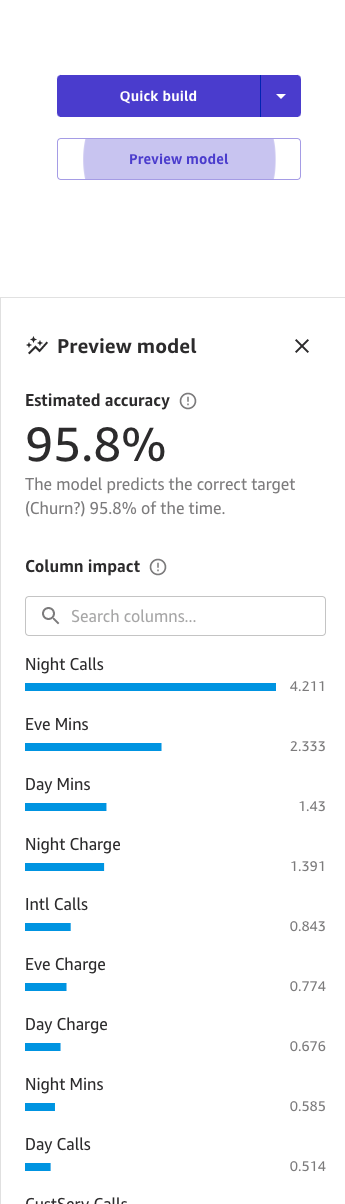 Quick build
Preview model
Preview model
Estimated accuracy
95.8%
The model predicts the correct target
(Churn?) 95.8% of the time.
Column impact
Search columns...
Night Calls
4.211
Eve Mins
2.333
Day Mins
1.43
Night Charge
1.391
Intl Calls
0.843
Eve Charge
0.774
Day Charge
0.676
Night Mins
0.585
Day Calls
0.514
CustServ Calls